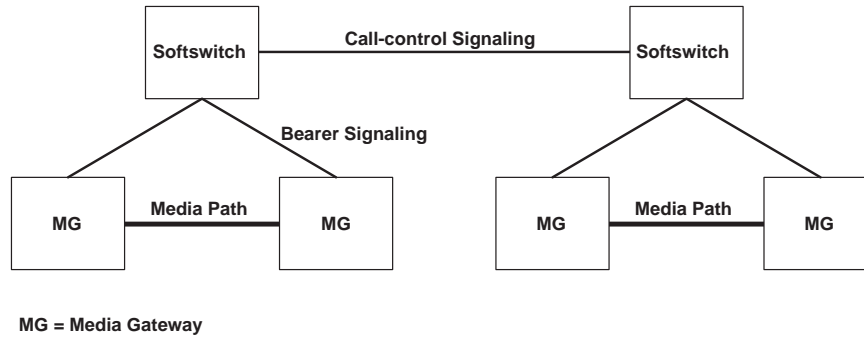 Softswitch
Call-control Signaling
Softswitch
Bearer Signaling
MG
Media Path
MG
MG
Media Path
MG
MG = Media Gateway